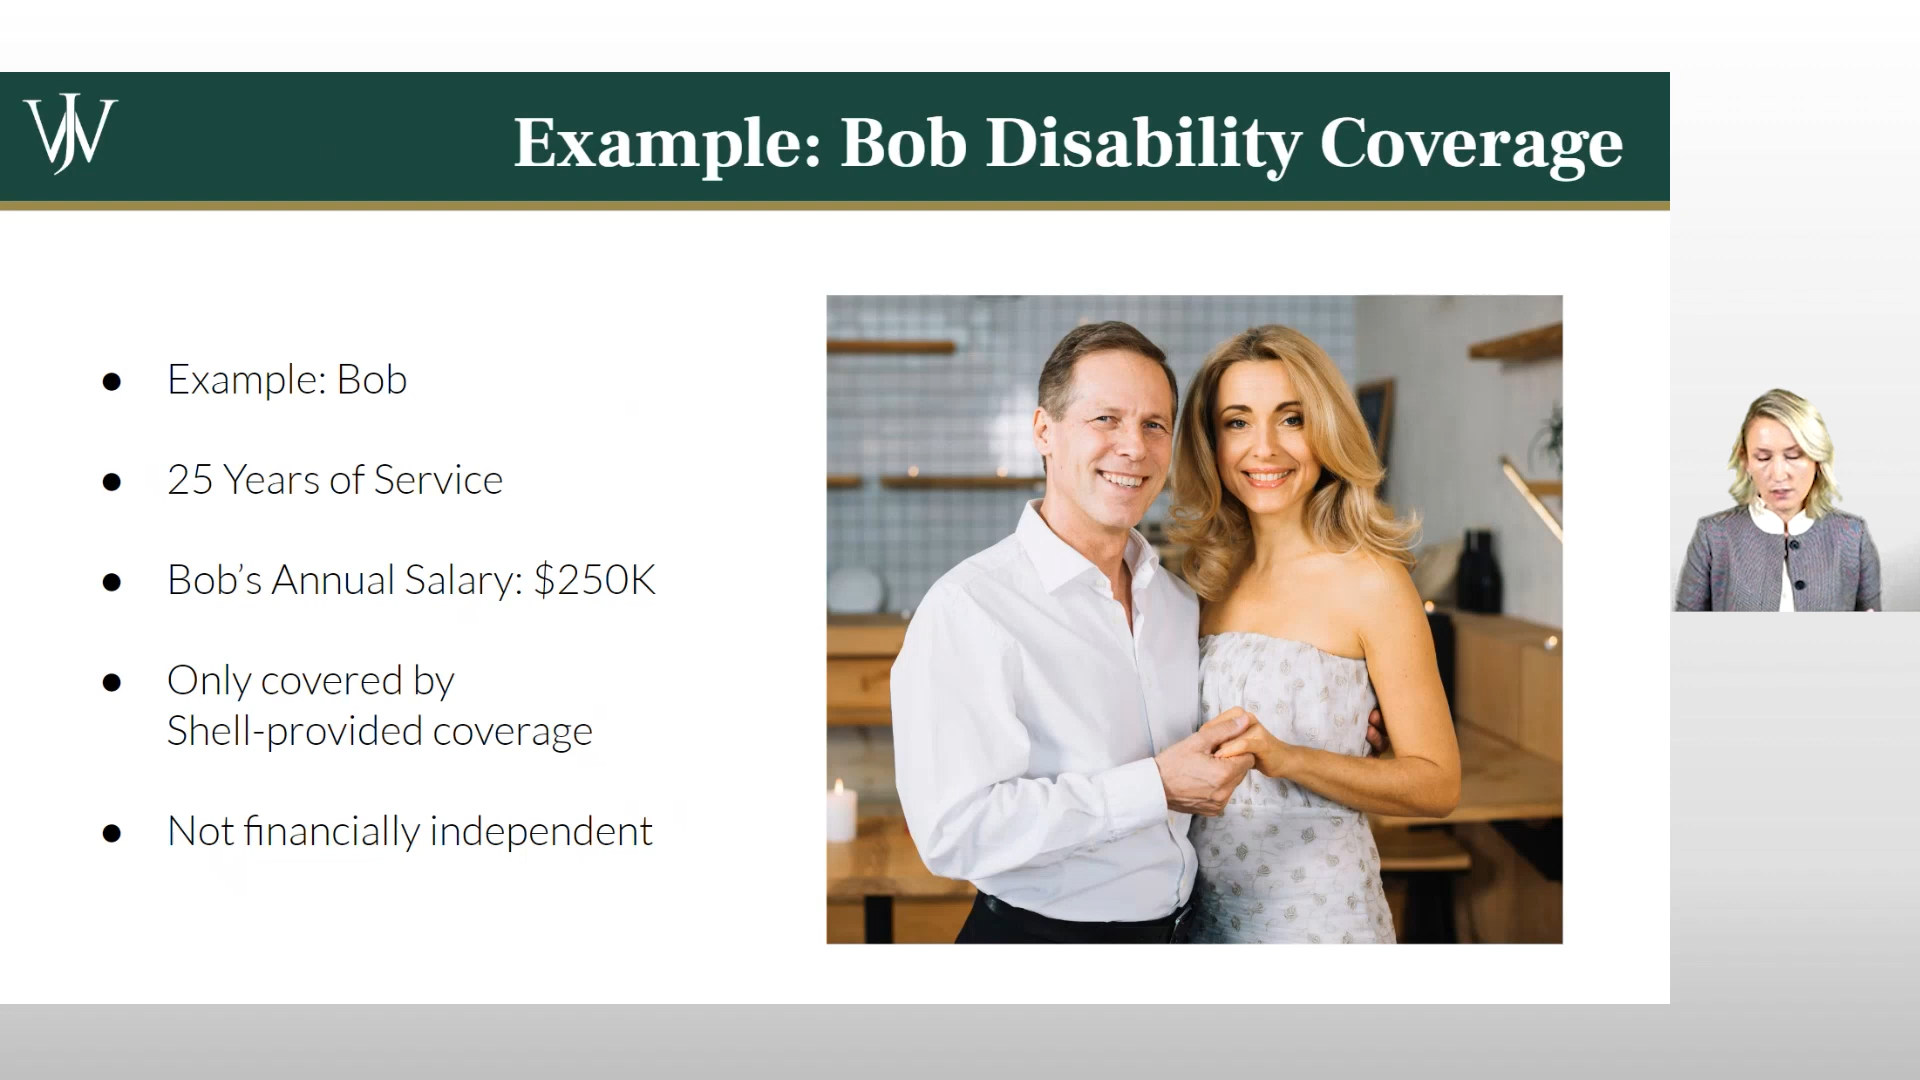 WJ
Example: Bob Disability Coverage
● Example: Bob
● 25 Years of Service
● Bob’s Annual Salary: $250K
● Only covered by
Shell-provided coverage
● Not financially independent